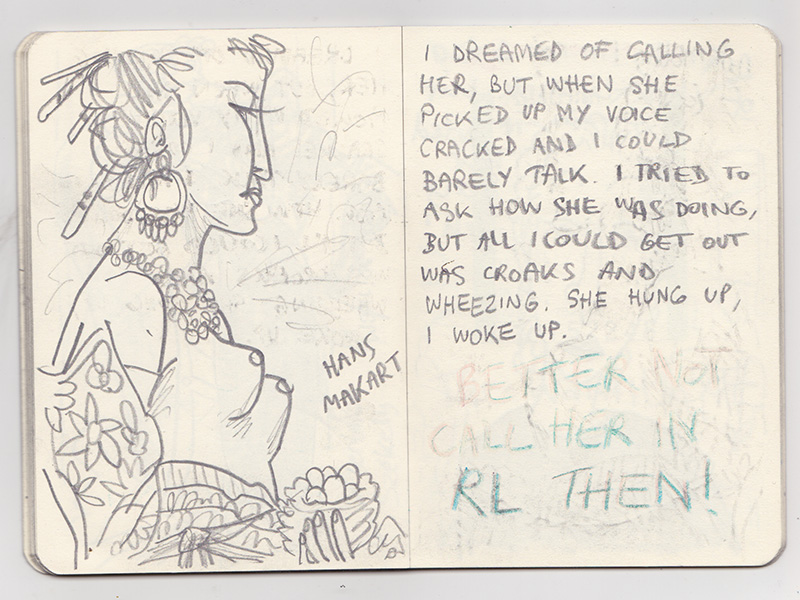 HANS
MAKART
I DREAMED OF CALLING
HER, BUT WHEN SHE
PICKED UP MY VOICE
CRACKED AND I COULD
BARELY TALK. I TRIED TO
ASK HOW SHE WAS DOING,
BUT ALL I COULD GET OUT
WAS CROAKS AND
WHEEZING. SHE HUNG UP,
I WOKE UP.
BETTER NOT
CALL HER IN
RL THEN!